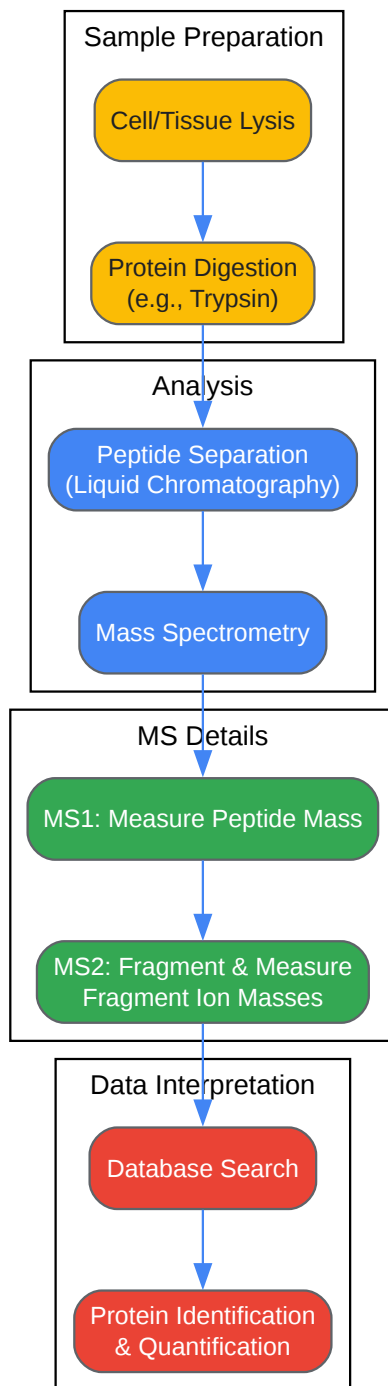 Sample Preparation
Cell/Tissue Lysis
Protein Digestion
(e.g., Trypsin)
Analysis
Peptide Separation
(Liquid Chromatography)
Mass Spectrometry
MS Details
MS1: Measure Peptide Mass
MS2: Fragment & Measure
Fragment Ion Masses
Data Interpretation
Database Search
Protein Identification
& Quantification